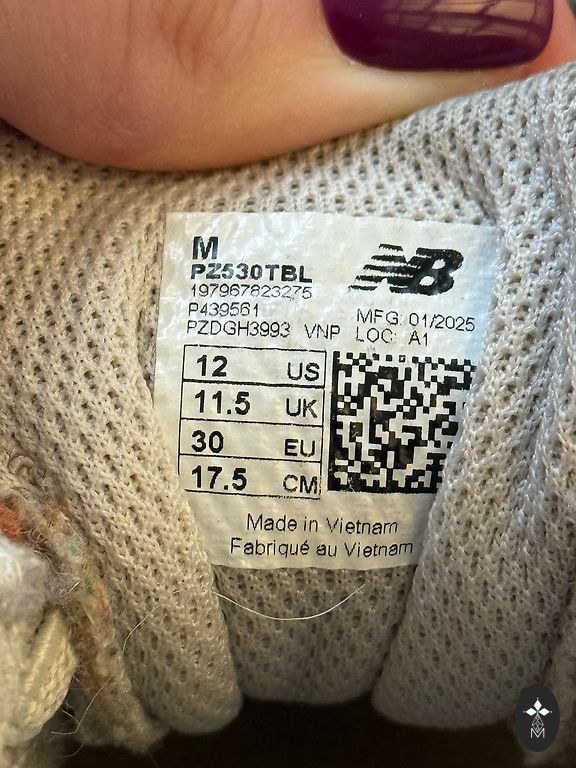 M
PZ530TBL
197967823275
P439561
PZDGH3993 VNP
NB
MFG: 01/2025
LOC: A1
12 US
11.5 UK
30 EU
17.5 CM
Made in Vietnam
Fabriqué au Vietnam
M